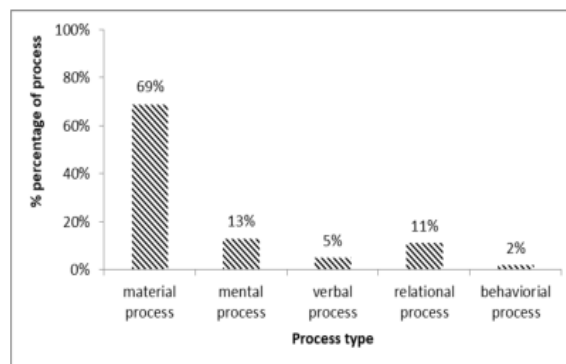 100%
80%
60%
40%
20%
0%
% percentage of process
69%
13%
5%
11%
2%
material process
mental process
verbal process
relational process
behaviorial process
Process type